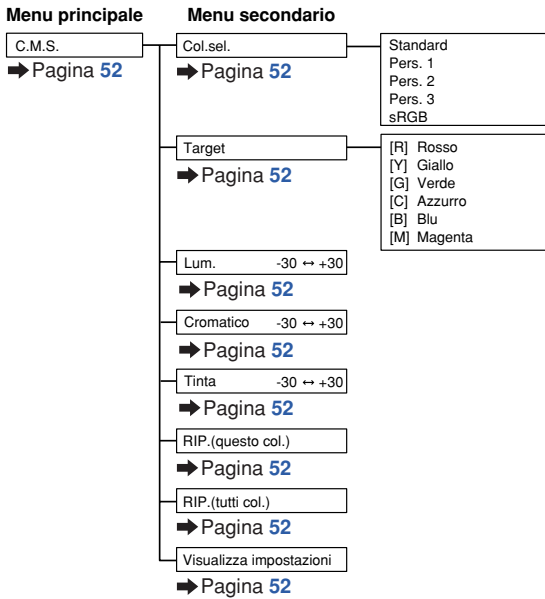 Menu principale
Menu secondario
C.M.S.
➡ Pagina 52
Col.sel.
➡ Pagina 52
Standard
Pers. 1
Pers. 2
Pers. 3
sRGB
Target
➡ Pagina 52
[R] Rosso
[Y] Giallo
[G] Verde
[C] Azzurro
[B] Blu
[M] Magenta
Lum. -30 ↔ +30
➡ Pagina 52
Cromatico -30 ↔ +30
➡ Pagina 52
Tinta -30 ↔ +30
➡ Pagina 52
RIP.(questo col.)
➡ Pagina 52
RIP.(tutti col.)
➡ Pagina 52
Visualizza impostazioni
➡ Pagina 52